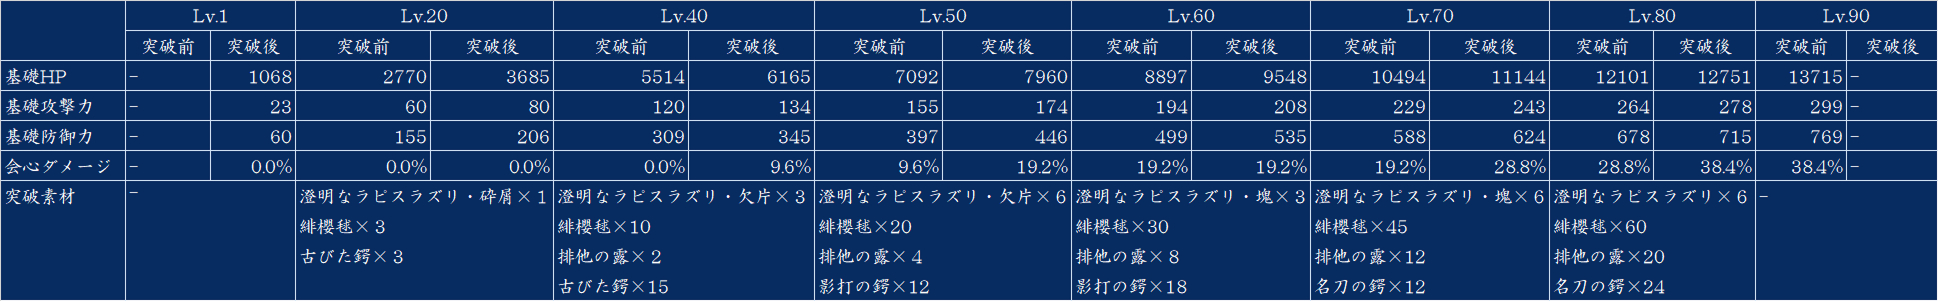 Lv.1 Lv.20 Lv.40 Lv.50 Lv.60 Lv.70 Lv.80 Lv.90
突破前 突破後 突破前 突破後 突破前 突破後 突破前 突破後 突破前 突破後 突破前 突破後 突破前 突破後 突破前 突破後
基礎HP - 1068 2770 3685 5514 6165 7092 7960 8897 9548 10494 11144 12101 12751 13715 -
基礎攻撃力 - 23 60 80 120 134 155 174 194 208 229 243 264 278 299 -
基礎防御力 - 60 155 206 309 345 397 446 499 535 588 624 678 715 769 -
会心ダメージ - 0.0% 0.0% 0.0% 0.0% 9.6% 9.6% 19.2% 19.2% 19.2% 19.2% 28.8% 28.8% 38.4% 38.4% -
突破素材 - 澄明なラピスラズリ・砕屑×1 澄明なラピスラズリ・欠片×3 澄明なラピスラズリ・欠片×6 澄明なラピスラズリ・塊×3 澄明なラピスラズリ・塊×6 澄明なラピスラズリ×6 -
緋櫻毬×3 緋櫻毬×10 緋櫻毬×20 緋櫻毬×30 緋櫻毬×45 緋櫻毬×60
古びた鍔×3 排他の露×2 排他の露×4 排他の露×8 排他の露×12 排他の露×20
古びた鍔×15 影打の鍔×12 影打の鍔×18 名刀の鍔×12 名刀の鍔×24